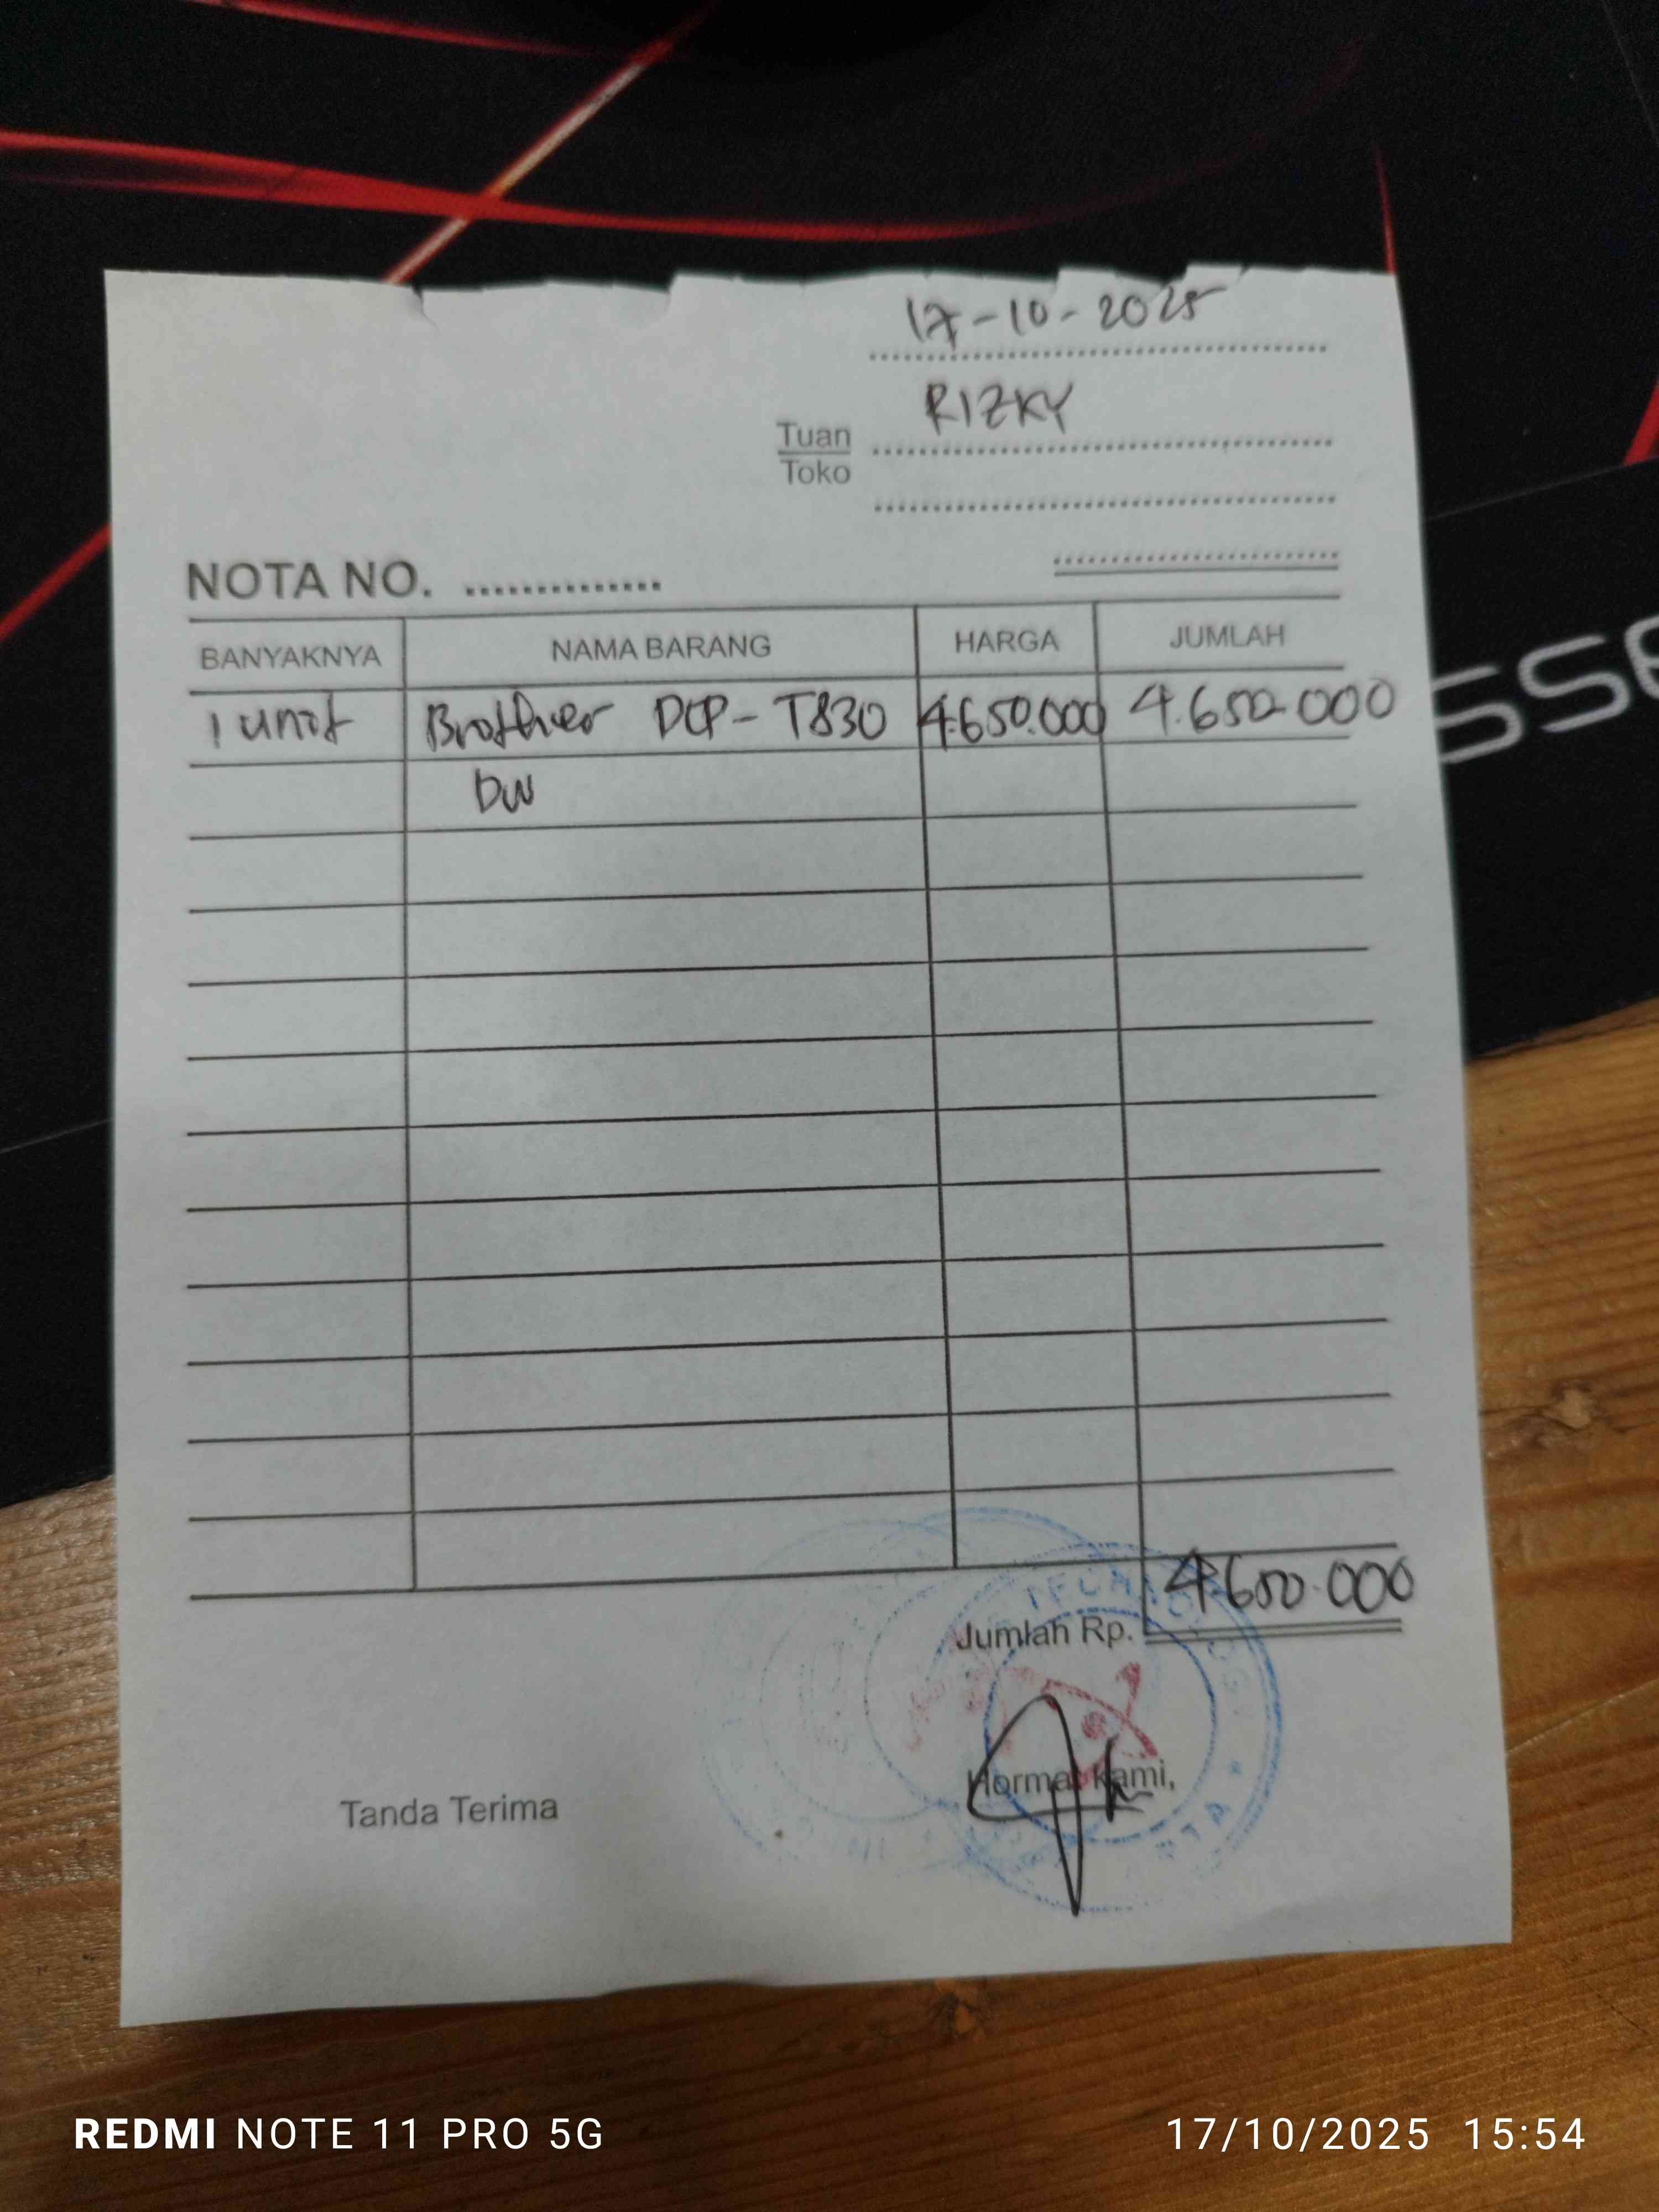 17-10-2025
RIZKY
Tuan
Toko
NOTA NO. ..............
BANYAKNYA NAMA BARANG HARGA JUMLAH
1 unit Brother DCP-T830 4.650.000 4.650.000
DW
4.650.000
Jumlah Rp.
Tanda Terima Hormat Kami,
REDMI NOTE 11 PRO 5G 17/10/2025 15:54